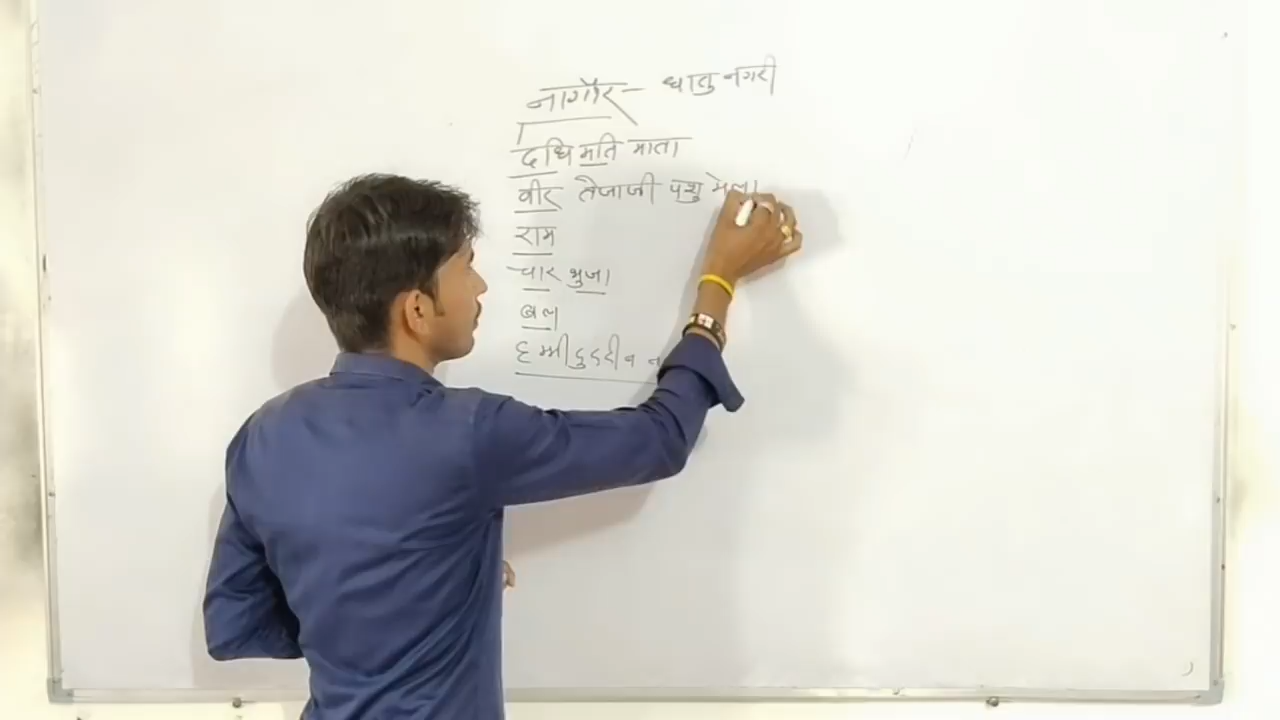 नागौर - धातु नगरी
दधि मति माता
वीर तेजाजी पशु मेला
राम
चार भुजा
बल